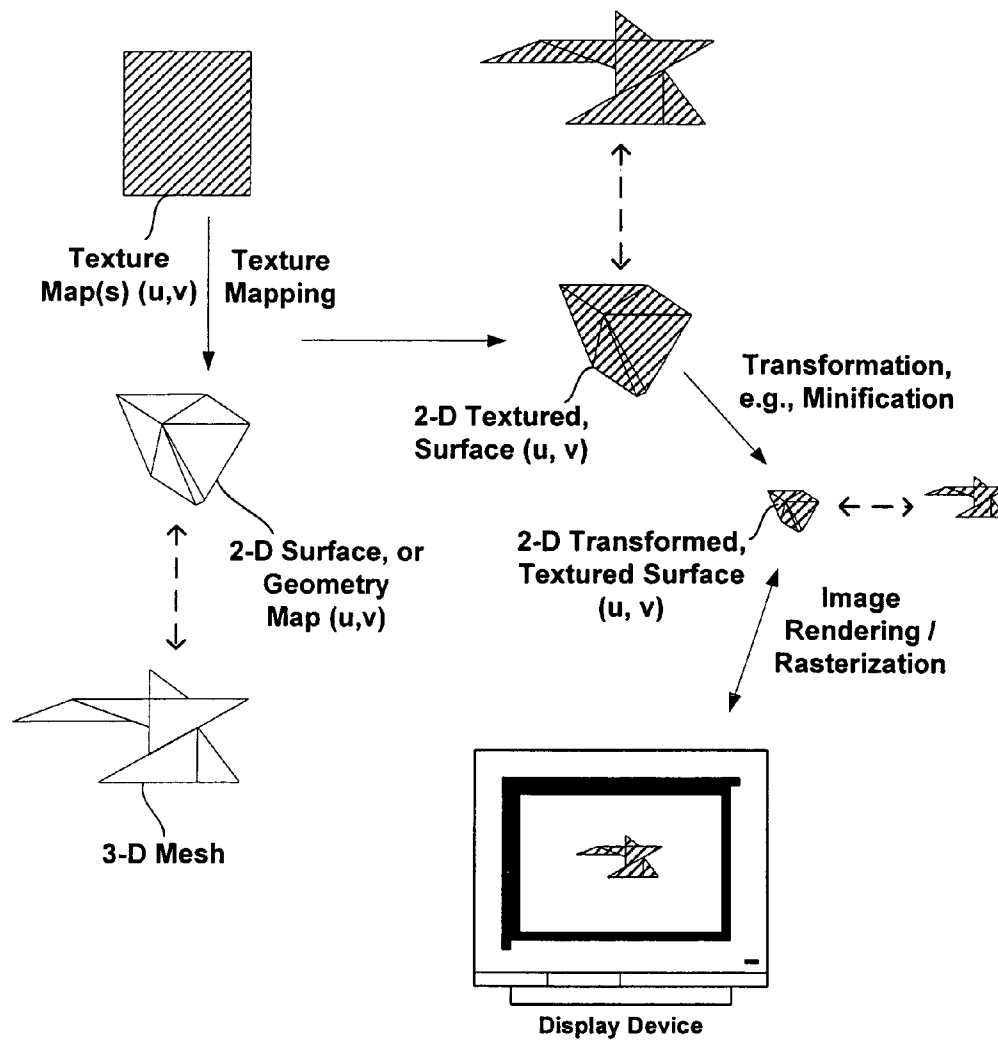 Texture
Map(s) (u,v)
Texture
Mapping
2-D Textured,
Surface (u, v)
Transformation,
e.g., Minification
2-D Surface, or
Geometry
Map (u,v)
2-D Transformed,
Textured Surface
(u, v)
Image
Rendering /
Rasterization
3-D Mesh
Display Device